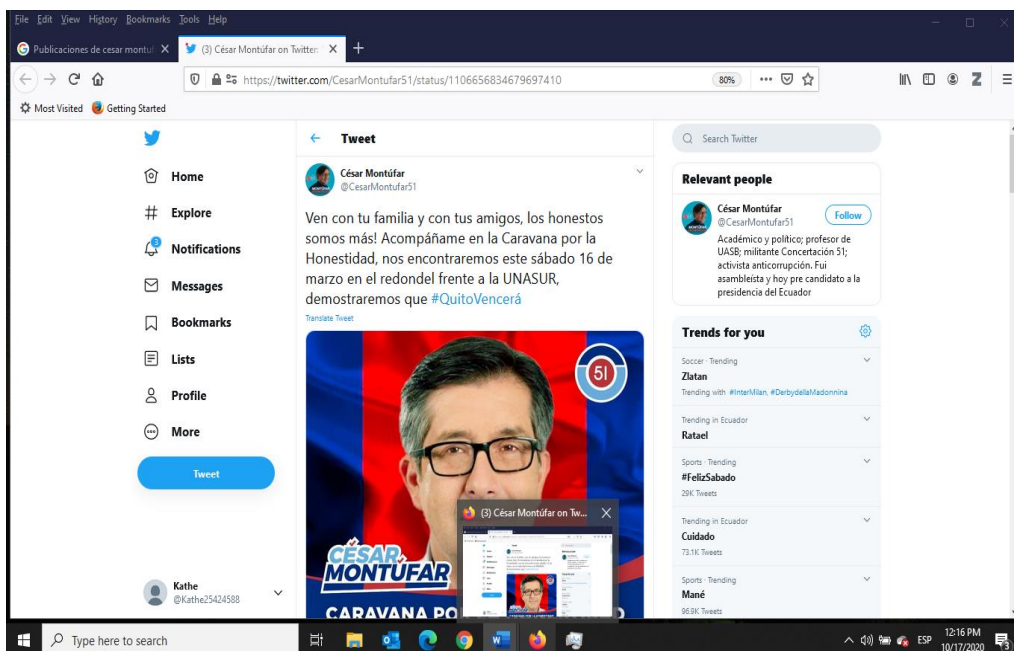 File Edit View History Bookmarks Tools Help
Publicaciones de cesar montuf
(3) César Montúfar on Twitter:
https://twitter.com/CesarMontufar51/status/1106656834679697410
80%
Most Visited
Getting Started
Home
Explore
Notifications
Messages
Bookmarks
Lists
Profile
More
Tweet
Kathe
@Kathe25424588
Tweet
César Montúfar
@CesarMontufar51
Ven con tu familia y con tus amigos, los honestos
somos más! Acompáñame en la Caravana por la
Honestidad, nos encontraremos este sábado 16 de
marzo en el redondel frente a la UNASUR,
demostraremos que #QuitoVencerá
Translate Tweet
51
CÉSAR
MONTÚFAR
CARAVANA PO
(3) César Montúfar on Tw...
Search Twitter
Relevant people
César Montúfar
@CesarMontufar51
Follow
Académico y político; profesor de
UASB; militante Concertación 51;
activista anticorrupción. Fui
asambleísta y hoy pre candidato a la
presidencia del Ecuador
Trends for you
Soccer · Trending
Zlatan
Trending with #InterMilan, #DerbydellaMadonnina
Trending in Ecuador
Ratael
Sports · Trending
#FelizSabado
29K Tweets
Trending in Ecuador
Cuidado
73.1K Tweets
Sports · Trending
Mané
96.9K Tweets
Type here to search
ESP
12:16 PM
10/17/2020